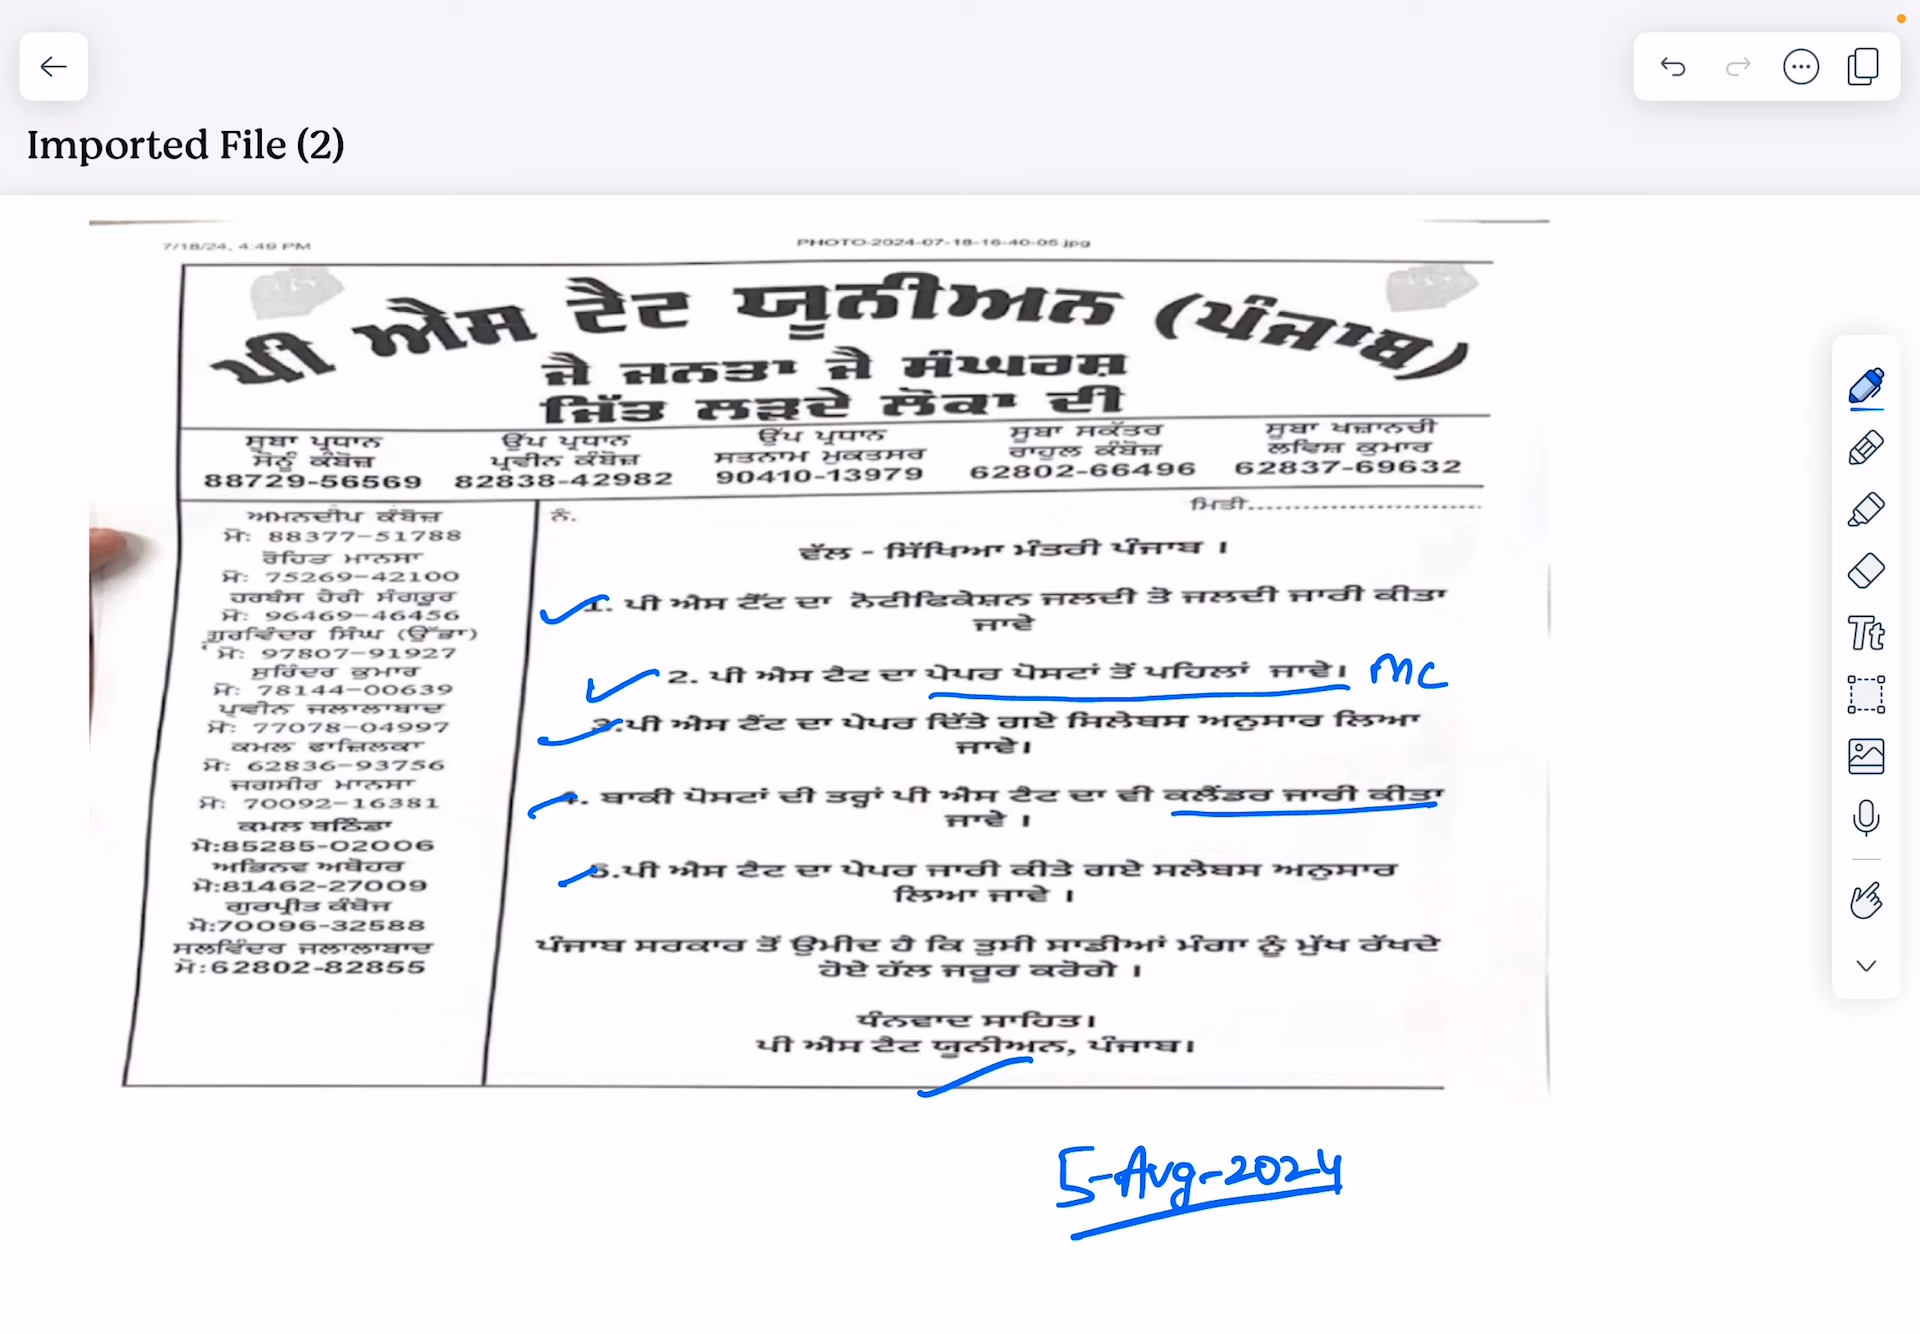 Imported File (2)
7/18/24, 4:49 PM
PHOTO-2024-07-18-16-40-05.jpg
ਪੀ ਐਸ ਟੈਟ ਯੂਨੀਅਨ (ਪੰਜਾਬ)
ਜੈ ਜਨਤਾ ਜੈ ਸੰਘਰਸ਼
ਜਿੱਤ ਲੜਦੇ ਲੋਕਾ ਦੀ
ਸੂਬਾ ਪ੍ਰਧਾਨ
ਸੋਨੂੰ ਕੰਬੋਜ਼
88729-56569
ਉੱਪ ਪ੍ਰਧਾਨ
ਪ੍ਰਵੀਨ ਕੰਬੋਜ਼
82838-42982
ਉੱਪ ਪ੍ਰਧਾਨ
ਸਤਨਾਮ ਮੁਕਤਸਰ
90410-13979
ਸੂਬਾ ਸਕੱਤਰ
ਰਾਹੁਲ ਕੰਬੋਜ਼
62802-66496
ਸੂਬਾ ਖਜ਼ਾਨਚੀ
ਲਵਿਸ਼ ਕੁਮਾਰ
62837-69632
ਅਮਨਦੀਪ ਕੰਬੋਜ਼
ਮੋ: 88377-51788
ਰੋਹਿਤ ਮਾਨਸਾ
ਮੋ: 75269-42100
ਹਰਬੰਸ ਹੋਰੀ ਸੰਗਰੂਰ
ਮੋ: 96469-46456
ਗੁਰਵਿੰਦਰ ਸਿੰਘ (ਉੱਭਾ)
ਮੋ: 97807-91927
ਸੁਰਿੰਦਰ ਕੁਮਾਰ
ਮੋ: 78144-00639
ਪ੍ਰਵੀਨ ਜਲਾਲਾਬਾਦ
ਮੋ: 77078-04997
ਕਮਲ ਫਾਜ਼ਿਲਕਾ
ਮੋ: 62836-93756
ਜਗਸੀਰ ਮਾਨਸਾ
ਮੋ: 70092-16381
ਕਮਲ ਬਠਿੰਡਾ
ਮੋ:85285-02006
ਅਭਿਨਵ ਅਬੋਹਰ
ਮੋ:81462-27009
ਗੁਰਪ੍ਰੀਤ ਕੰਬੋਜ
ਮੋ:70096-32588
ਸਲਵਿੰਦਰ ਜਲਾਲਾਬਾਦ
ਮੋ:62802-82855
ਨੰ.
ਮਿਤੀ..........................
ਵੱਲ - ਸਿੱਖਿਆ ਮੰਤਰੀ ਪੰਜਾਬ ।
1. ਪੀ ਐਸ ਟੈੱਟ ਦਾ ਨੋਟੀਫਿਕੇਸ਼ਨ ਜਲਦੀ ਤੋ ਜਲਦੀ ਜਾਰੀ ਕੀਤਾ
ਜਾਵੇ
2. ਪੀ ਐਸ ਟੈਟ ਦਾ ਪੇਪਰ ਪੋਸਟਾਂ ਤੋਂ ਪਹਿਲਾਂ ਜਾਵੇ। MC
3.ਪੀ ਐਸ ਟੈਟ ਦਾ ਪੇਪਰ ਦਿੱਤੇ ਗਏ ਸਿਲੇਬਸ ਅਨੁਸਾਰ ਲਿਆ
ਜਾਵੇ।
4. ਬਾਕੀ ਪੋਸਟਾਂ ਦੀ ਤਰ੍ਹਾਂ ਪੀ ਐਸ ਟੈਟ ਦਾ ਵੀ ਕਲੈਂਡਰ ਜਾਰੀ ਕੀਤਾ
ਜਾਵੇ ।
5.ਪੀ ਐਸ ਟੈਟ ਦਾ ਪੇਪਰ ਜਾਰੀ ਕੀਤੇ ਗਏ ਸਲੇਬਸ ਅਨੁਸਾਰ
ਲਿਆ ਜਾਵੇ ।
ਪੰਜਾਬ ਸਰਕਾਰ ਤੋਂ ਉਮੀਦ ਹੈ ਕਿ ਤੁਸੀ ਸਾਡੀਆਂ ਮੰਗਾ ਨੂੰ ਮੁੱਖ ਰੱਖਦੇ
ਹੋਏ ਹੱਲ ਜਰੂਰ ਕਰੋਗੇ ।
ਧੰਨਵਾਦ ਸਾਹਿਤ।
ਪੀ ਐਸ ਟੈਟ ਯੂਨੀਅਨ, ਪੰਜਾਬ।
5-Aug-2024
Tt